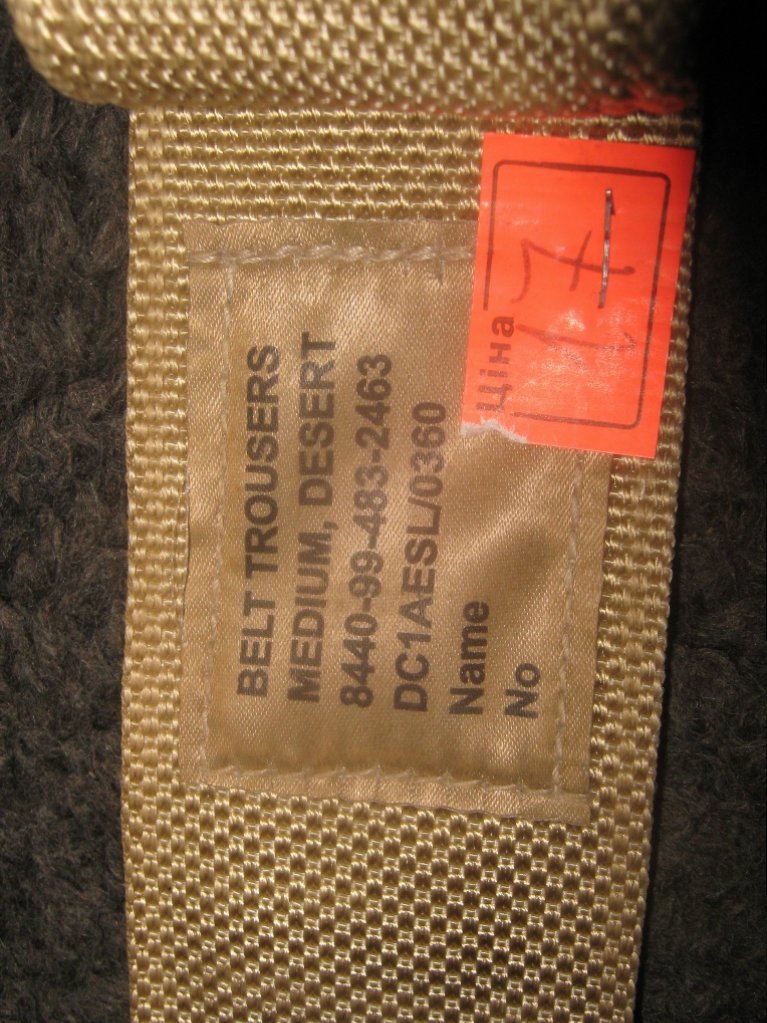 BELT TROUSERS
MEDIUM, DESERT
8440-99-483-2463
DC1AESL/0360
Name
No
Ціна
17